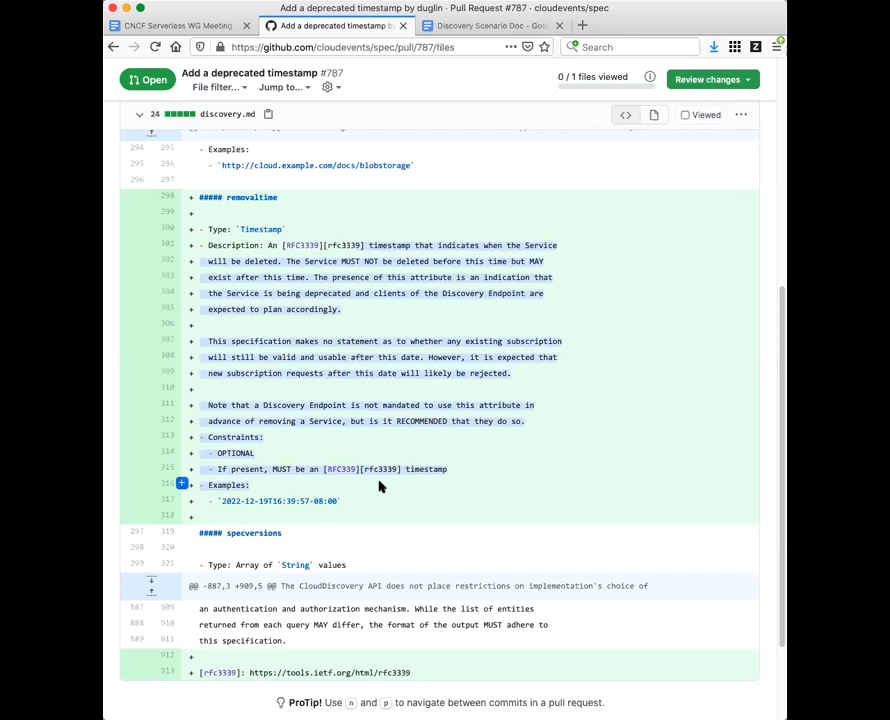 Add a deprecated timestamp by duglin · Pull Request #787 · cloudevents/spec
CNCF Serverless WG Meeting
Add a deprecated timestamp by
Discovery Scenario Doc - Goo
https://github.com/cloudevents/spec/pull/787/files
Search
Open
Add a deprecated timestamp #787
File filter...
Jump to...
0 / 1 files viewed
Review changes
24
discovery.md
Viewed
294 295 - Examples:
295 296 - `http://cloud.example.com/docs/blobstorage`
296 297
298 + ##### removaltime
299 +
300 + - Type: `Timestamp`
301 + - Description: An [RFC3339][rfc3339] timestamp that indicates when the Service
302 + will be deleted. The Service MUST NOT be deleted before this time but MAY
303 + exist after this time. The presence of this attribute is an indication that
304 + the Service is being deprecated and clients of the Discovery Endpoint are
305 + expected to plan accordingly.
306 +
307 + This specification makes no statement as to whether any existing subscription
308 + will still be valid and usable after this date. However, it is expected that
309 + new subscription requests after this date will likely be rejected.
310 +
311 + Note that a Discovery Endpoint is not mandated to use this attribute in
312 + advance of removing a Service, but is it RECOMMENDED that they do so.
313 + - Constraints:
314 + - OPTIONAL
315 + - If present, MUST be an [RFC339][rfc3339] timestamp
316 + - Examples:
317 + - `2022-12-19T16:39:57-08:00`
318 +
297 319 ##### specversions
298 320
299 321 - Type: Array of `String` values
@@ -887,3 +909,5 @@ The CloudDiscovery API does not place restrictions on implementation's choice of
887 909 an authentication and authorization mechanism. While the list of entities
888 910 returned from each query MAY differ, the format of the output MUST adhere to
889 911 this specification.
912 +
913 + [rfc3339]: https://tools.ietf.org/html/rfc3339
ProTip! Use n and p to navigate between commits in a pull request.